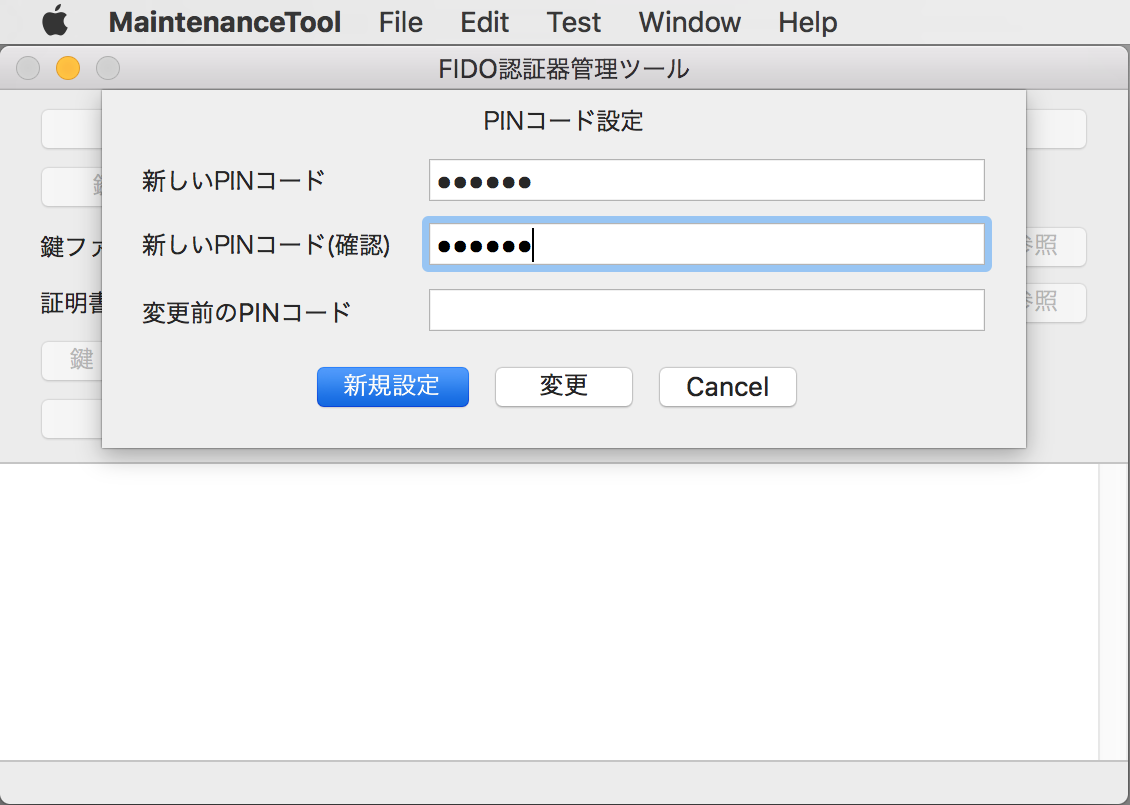 MaintenanceTool File Edit Test Window Help
FIDO認証器管理ツール
PINコード設定
新しいPINコード ●●●●●●
鍵ファ
新しいPINコード(確認) ●●●●●●
照
証明書
変更前のPINコード
照
鍵
新規設定 変更 Cancel